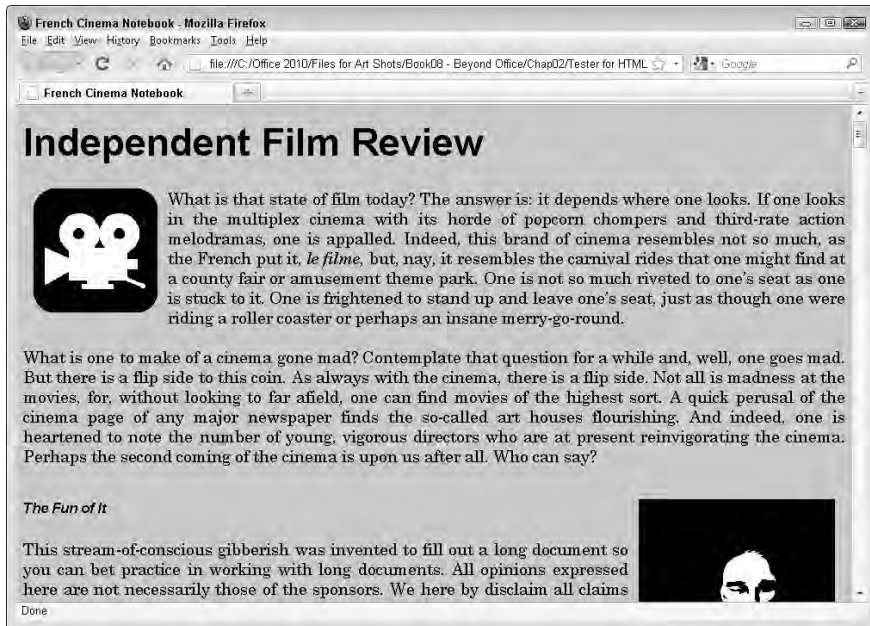 French Cinema Notebook - Mozilla Firefox
File Edit View History Bookmarks Tools Help
file:///C:/Office 2010/Files for Art Shots/Book08 - Beyond Office/Chap02/Tester for HTML
Google
French Cinema Notebook
Independent Film Review
What is that state of film today? The answer is: it depends where one looks. If one looks
in the multiplex cinema with its horde of popcorn chompers and third-rate action
melodramas, one is appalled. Indeed, this brand of cinema resembles not so much, as
the French put it, le filme, but, nay, it resembles the carnival rides that one might find at
a county fair or amusement theme park. One is not so much riveted to one's seat as one
is stuck to it. One is frightened to stand up and leave one's seat, just as though one were
riding a roller coaster or perhaps an insane merry-go-round.
What is one to make of a cinema gone mad? Contemplate that question for a while and, well, one goes mad.
But there is a flip side to this coin. As always with the cinema, there is a flip side. Not all is madness at the
movies, for, without looking to far afield, one can find movies of the highest sort. A quick perusal of the
cinema page of any major newspaper finds the so-called art houses flourishing. And indeed, one is
heartened to note the number of young, vigorous directors who are at present reinvigorating the cinema.
Perhaps the second coming of the cinema is upon us after all. Who can say?
The Fun of It
This stream-of-conscious gibberish was invented to fill out a long document so
you can bet practice in working with long documents. All opinions expressed
here are not necessarily those of the sponsors. We here by disclaim all claims
Done